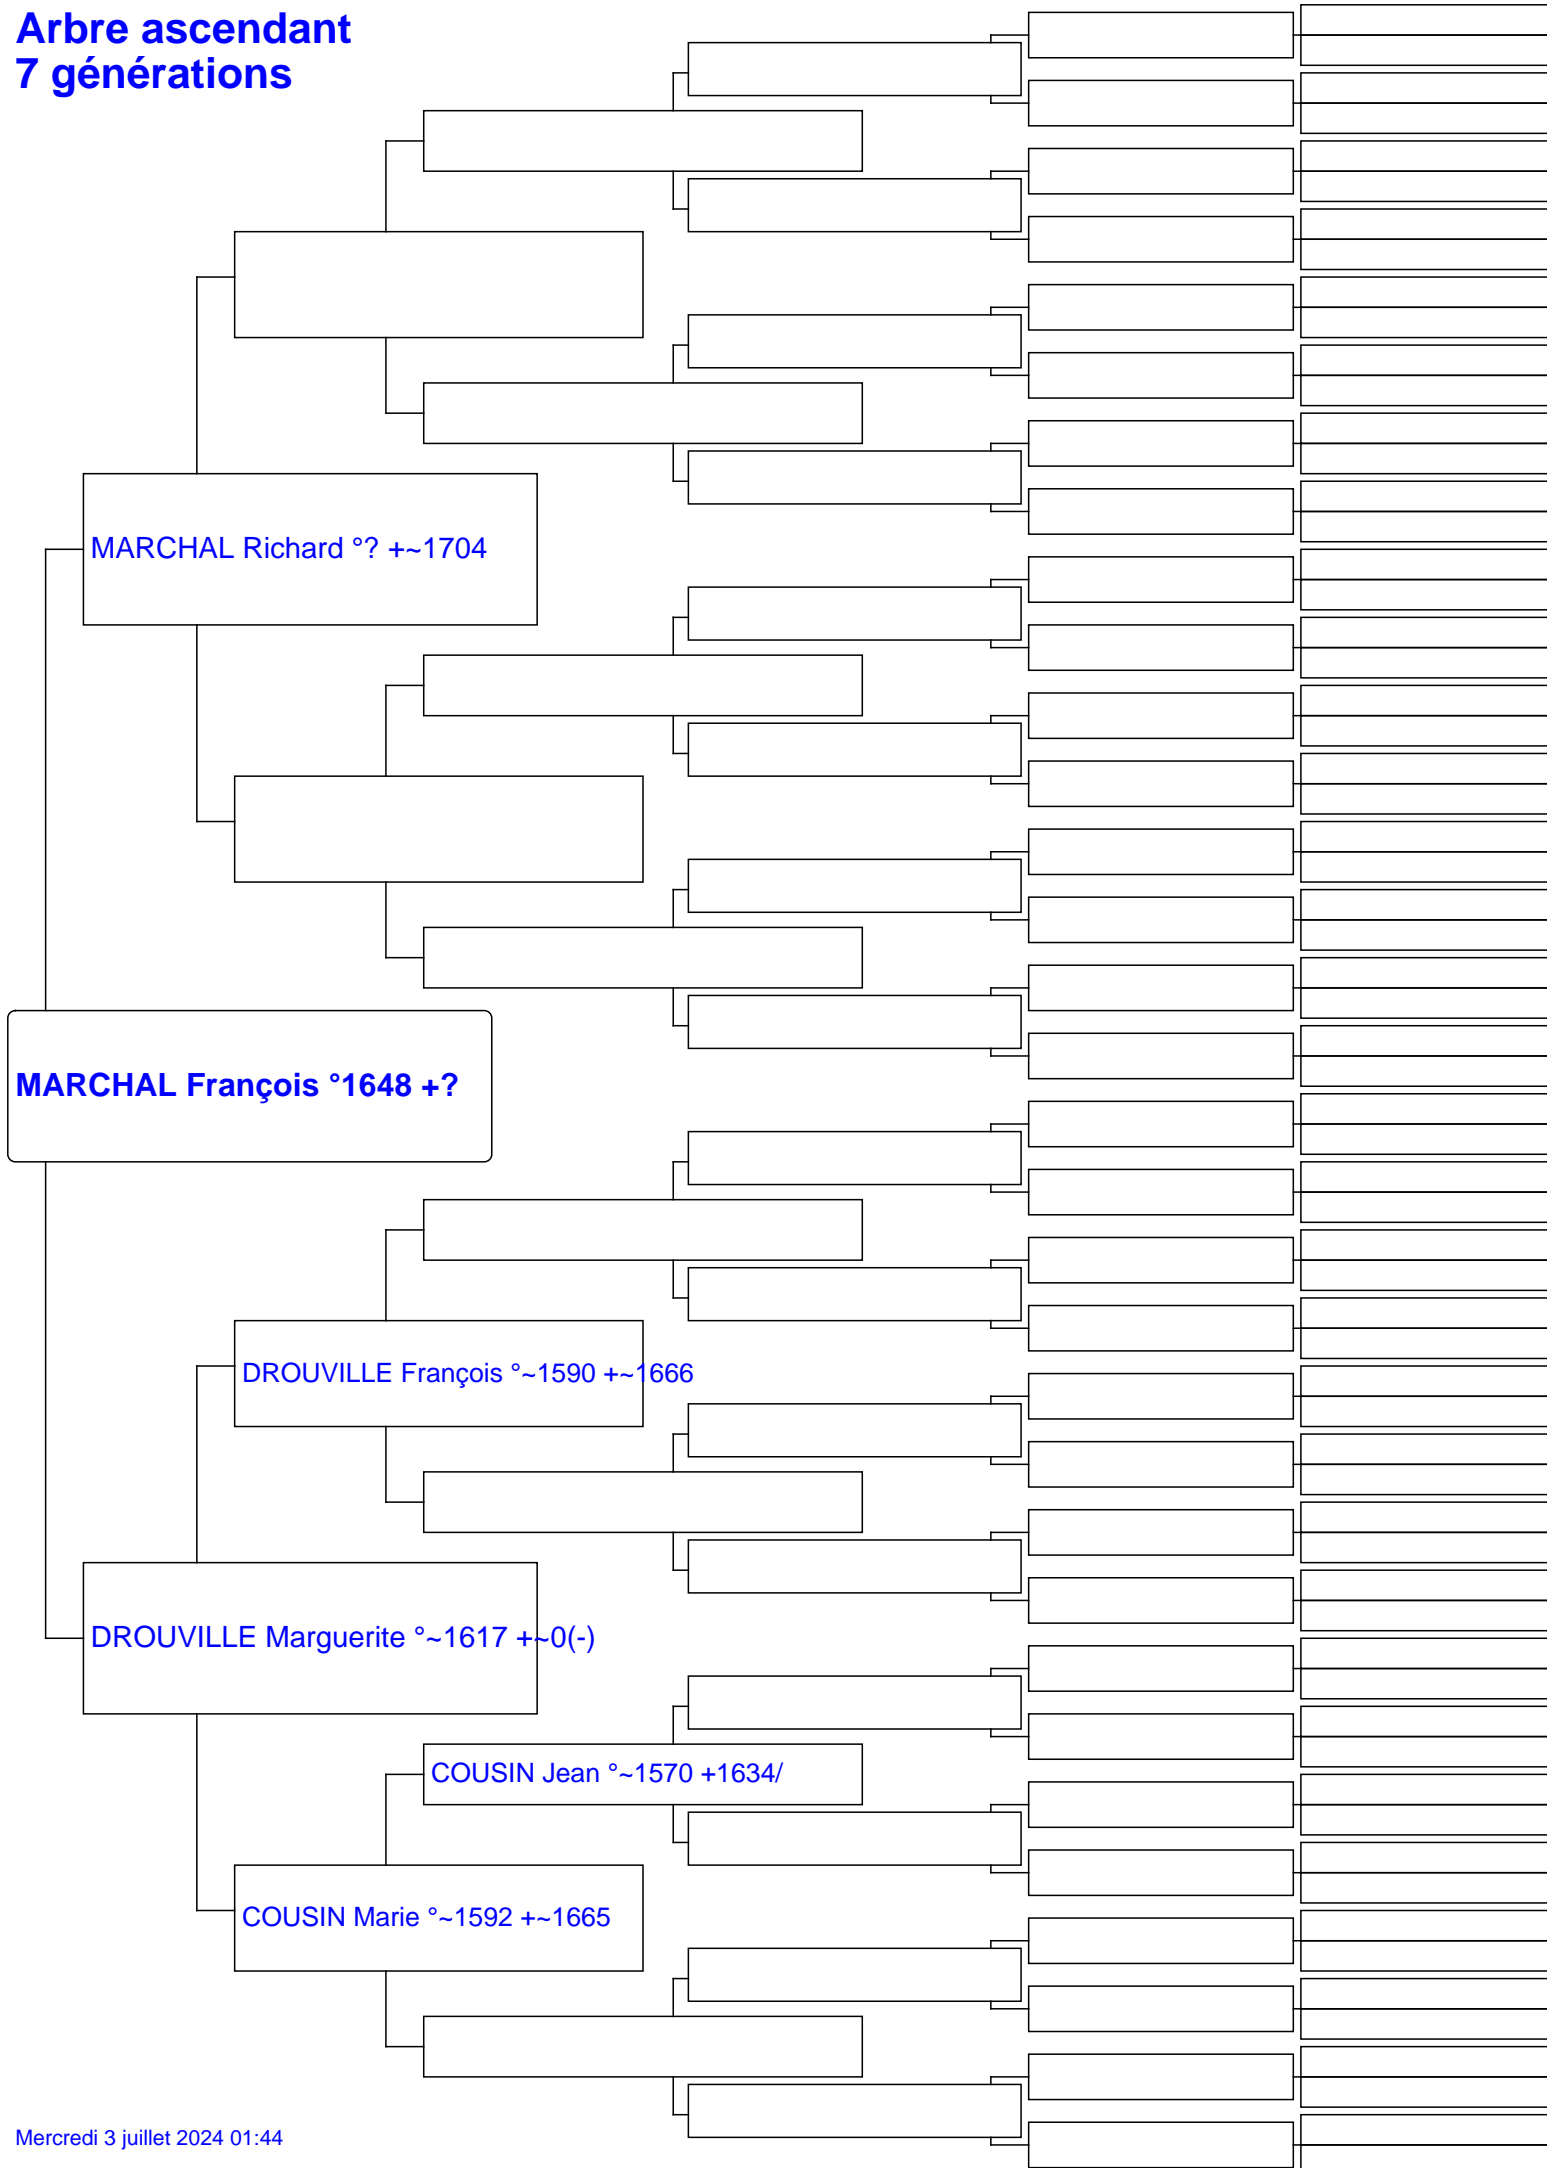 Arbre ascendant
7 générations
MARCHAL Richard °? +~1704
MARCHAL François °1648 +?
DROUVILLE François °~1590 +~1666
DROUVILLE Marguerite °~1617 +~0(-)
COUSIN Jean °~1570 +1634/
COUSIN Marie °~1592 +~1665
Mercredi 3 juillet 2024 01:44